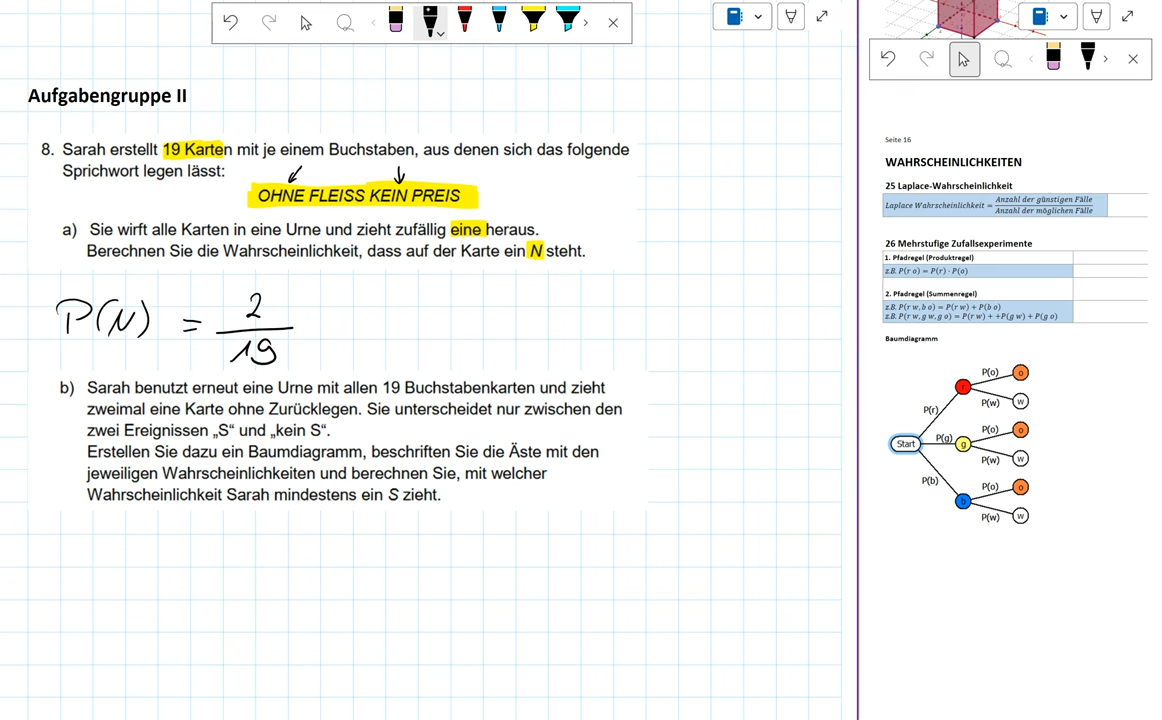 Aufgabengruppe II
8. Sarah erstellt 19 Karten mit je einem Buchstaben, aus denen sich das folgende
Sprichwort legen lässt:
OHNE FLEISS KEIN PREIS
a) Sie wirft alle Karten in eine Urne und zieht zufällig eine heraus.
Berechnen Sie die Wahrscheinlichkeit, dass auf der Karte ein N steht.
P(N) = 2/19
b) Sarah benutzt erneut eine Urne mit allen 19 Buchstabenkarten und zieht
zweimal eine Karte ohne Zurücklegen. Sie unterscheidet nur zwischen den
zwei Ereignissen „S“ und „kein S“.
Erstellen Sie dazu ein Baumdiagramm, beschriften Sie die Äste mit den
jeweiligen Wahrscheinlichkeiten und berechnen Sie, mit welcher
Wahrscheinlichkeit Sarah mindestens ein S zieht.
Seite 16
WAHRSCHEINLICHKEITEN
25 Laplace-Wahrscheinlichkeit
Laplace Wahrscheinlichkeit = Anzahl der günstigen Fälle / Anzahl der möglichen Fälle
26 Mehrstufige Zufallsexperimente
1. Pfadregel (Produktregel)
z.B. P(r o) = P(r) · P(o)
2. Pfadregel (Summenregel)
z.B. P(r w, b o) = P(r w) + P(b o)
z.B. P(r w, g w, g o) = P(r w) + +P(g w) + P(g o)
Baumdiagramm
P(o) o
r
P(w) w
P(r)
P(o) o
Start P(g) g
P(w) w
P(b)
P(o) o
b
P(w) w